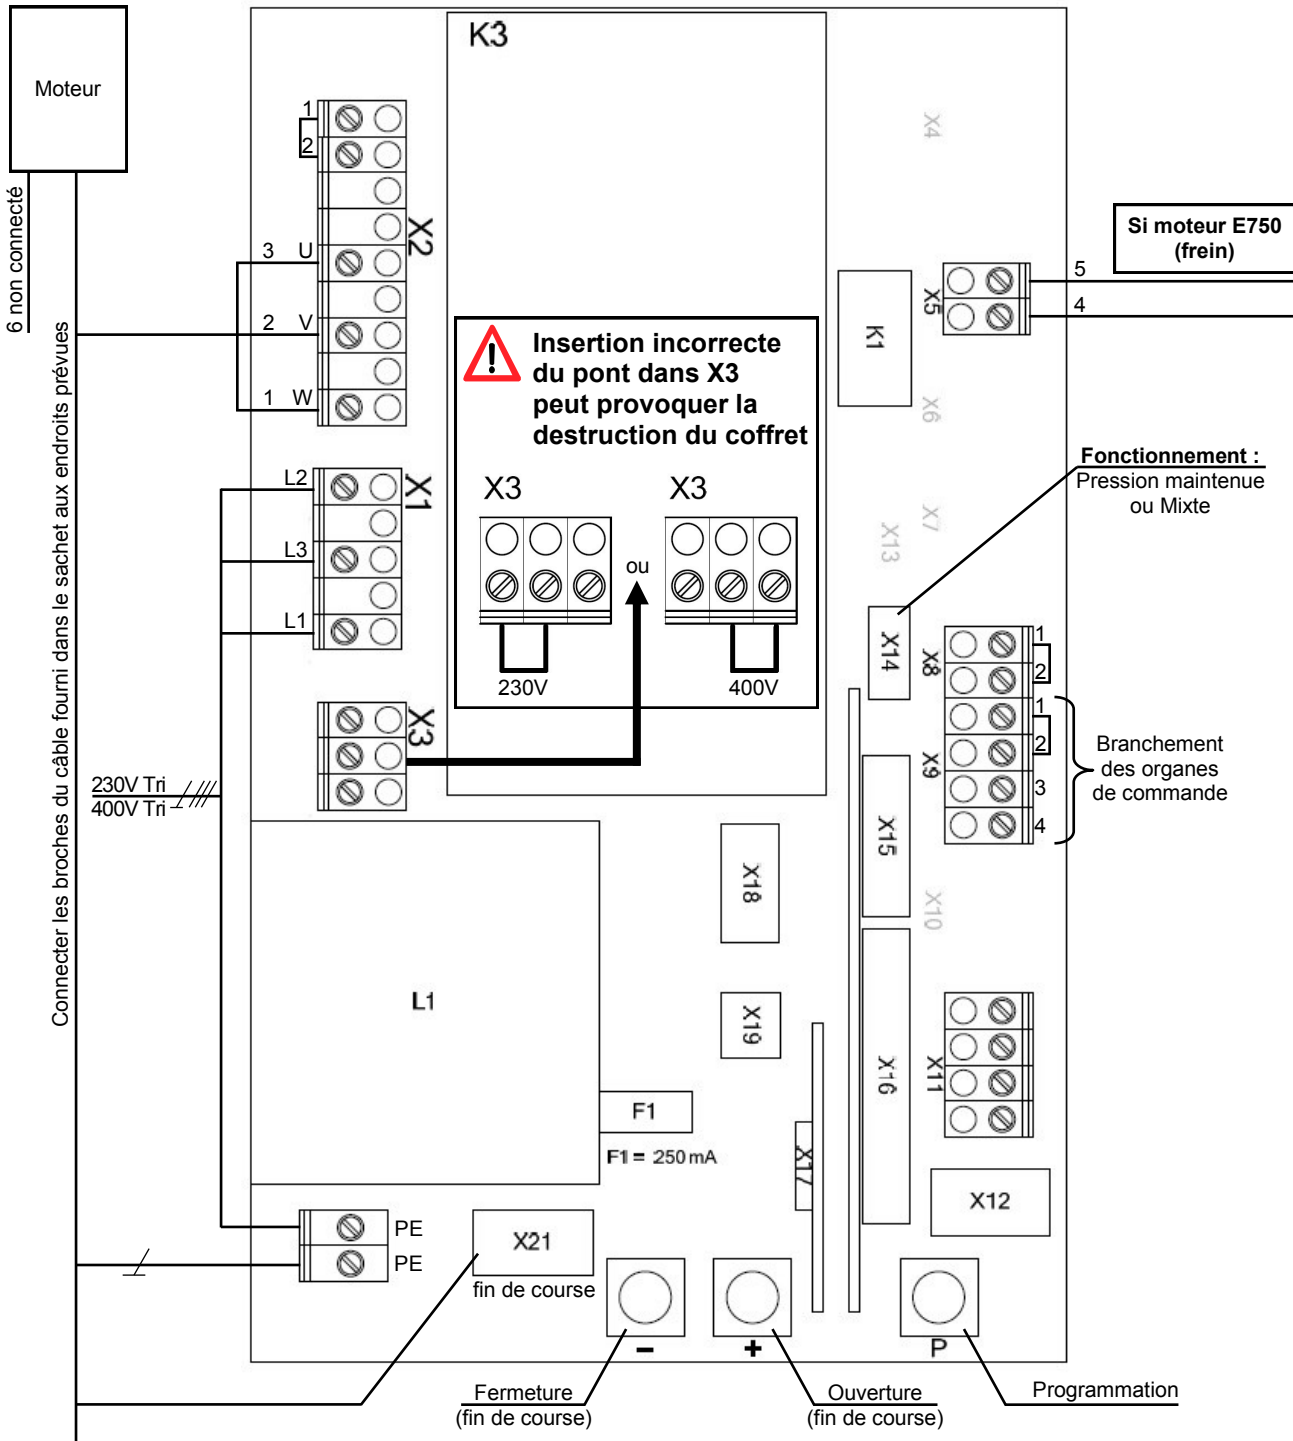 Moteur
6 non connecté
Connecter les broches du câble fourni dans le sachet aux endroits prévues
K3
1
2
3 U
2 V
1 W
X2
L2
L3
L1
X1
X3
230V Tri
400V Tri
Insertion incorrecte
du pont dans X3
peut provoquer la
destruction du coffret
X3
X3
ou
230V
400V
X4
Si moteur E750
(frein)
X5
5
4
K1
X6
Fonctionnement :
Pression maintenue
ou Mixte
X7
X13
X14
X8
1
2
X9
1
2
3
4
Branchement
des organes
de commande
X15
X10
X18
X19
X16
X11
X17
X12
L1
F1
F1 = 250 mA
PE
PE
X21
fin de course
-
+
P
Fermeture
(fin de course)
Ouverture
(fin de course)
Programmation